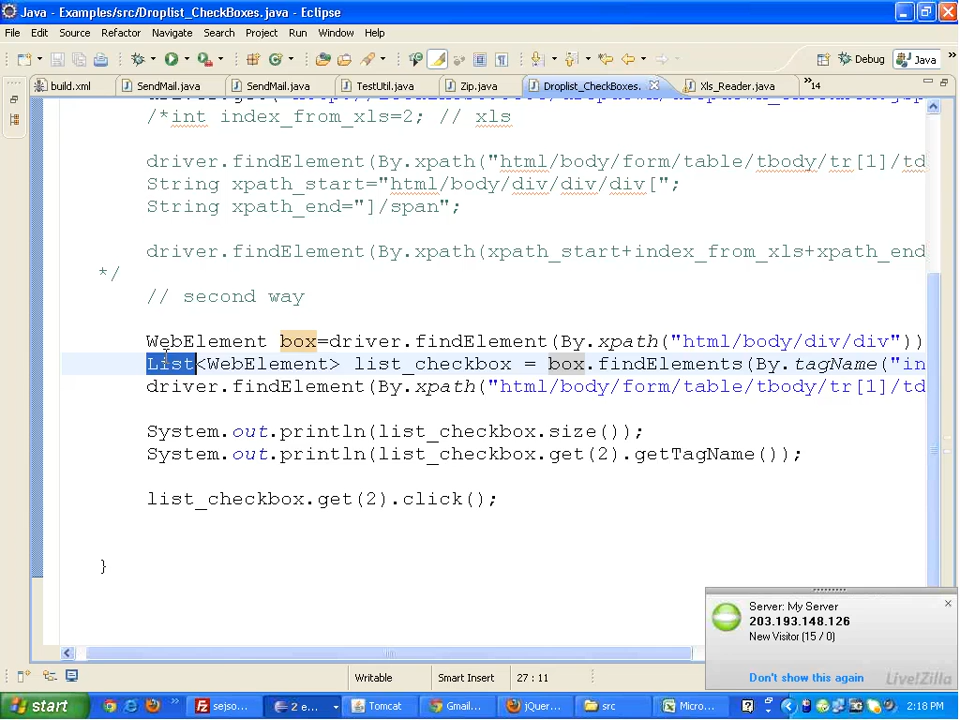 Java - Examples/src/Droplist_CheckBoxes.java - Eclipse
File Edit Source Refactor Navigate Search Project Run Window Help
Debug Java
build.xml SendMail.java SendMail.java TestUtil.java Zip.java Droplist_CheckBoxes. Xls_Reader.java »14
/*int index_from_xls=2; // xls
driver.findElement(By.xpath("html/body/form/table/tbody/tr[1]/td
String xpath_start="html/body/div/div/div[";
String xpath_end="]/span";
driver.findElement(By.xpath(xpath_start+index_from_xls+xpath_end
*/
// second way
WebElement box=driver.findElement(By.xpath("html/body/div/div"))
List<WebElement> list_checkbox = box.findElements(By.tagName("in
driver.findElement(By.xpath("html/body/form/table/tbody/tr[1]/td
System.out.println(list_checkbox.size());
System.out.println(list_checkbox.get(2).getTagName());
list_checkbox.get(2).click();
}
Server: My Server
203.193.148.126
New Visitor (15 / 0)
Don't show this again
Live!Zilla
Writable Smart Insert 27 : 11
start sejso... 2 e... Tomcat Gmail... jQuer... src Micro... 2:18 PM